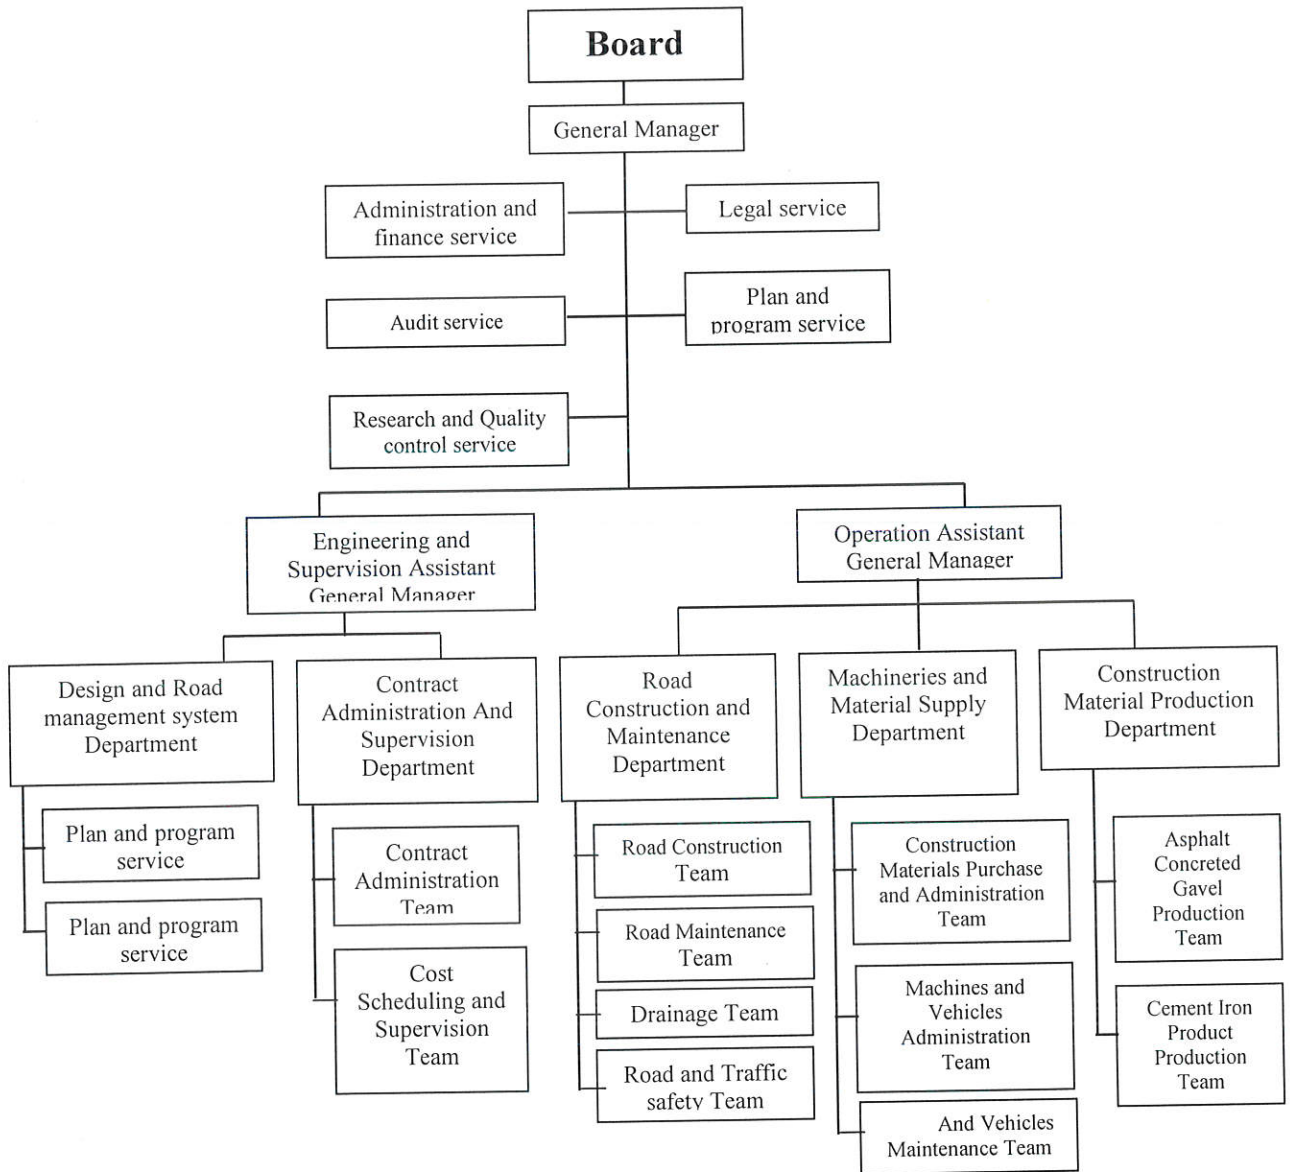 Board
General Manager
Administration and
finance service
Legal service
Audit service
Plan and
program service
Research and Quality
control service
Engineering and
Supervision Assistant
General Manager
Operation Assistant
General Manager
Design and Road
management system
Department
Contract
Administration And
Supervision
Department
Road
Construction and
Maintenance
Department
Machineries and
Material Supply
Department
Construction
Material Production
Department
Plan and program
service
Plan and program
service
Contract
Administration
Team
Cost
Scheduling and
Supervision
Team
Road Construction
Team
Road Maintenance
Team
Drainage Team
Road and Traffic
safety Team
Construction
Materials Purchase
and Administration
Team
Machines and
Vehicles
Administration
Team
And Vehicles
Maintenance Team
Asphalt
Concreted
Gavel
Production
Team
Cement Iron
Product
Production
Team